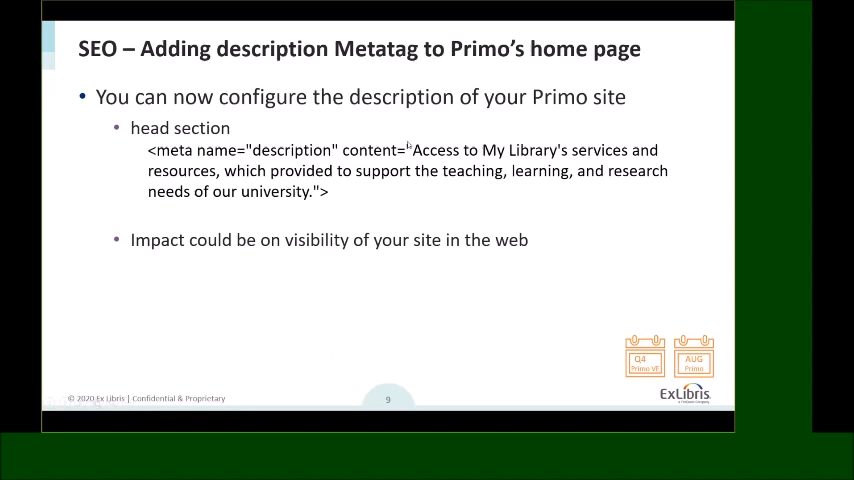 SEO – Adding description Metatag to Primo's home page
• You can now configure the description of your Primo site
• head section
<meta name="description" content="Access to My Library's services and
resources, which provided to support the teaching, learning, and research
needs of our university.">
• Impact could be on visibility of your site in the web
Q4
Primo VE
AUG
Primo
© 2020 Ex Libris | Confidential & Proprietary
9
ExLibris